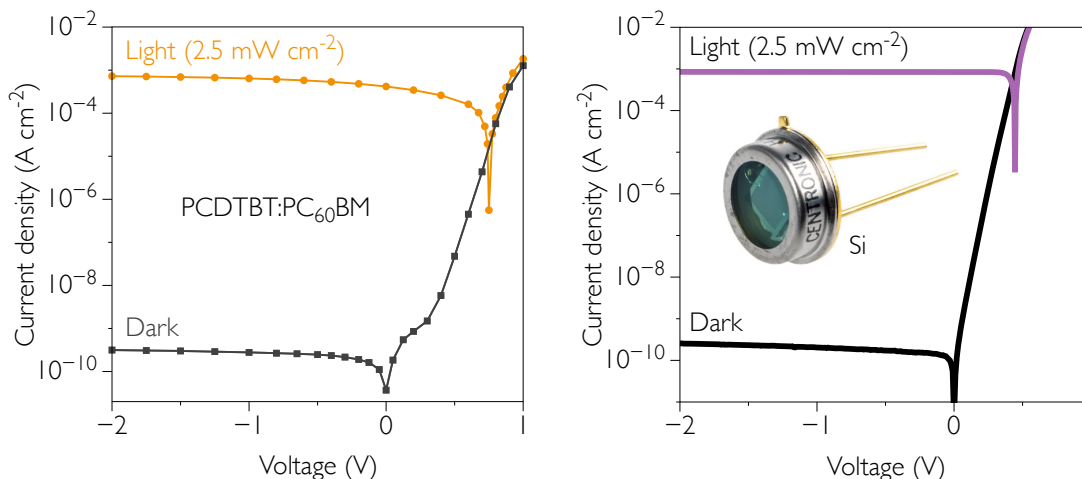 Current density (A cm⁻²)
10⁻²
10⁻⁴
10⁻⁶
10⁻⁸
10⁻¹⁰
Light (2.5 mW cm⁻²)
PCDTBT:PC₆₀BM
Dark
−2
−1
0
1
Voltage (V)
Current density (A cm⁻²)
10⁻²
10⁻⁴
10⁻⁶
10⁻⁸
10⁻¹⁰
Light (2.5 mW cm⁻²)
CENTRONIC
Si
Dark
−2
−1
0
Voltage (V)